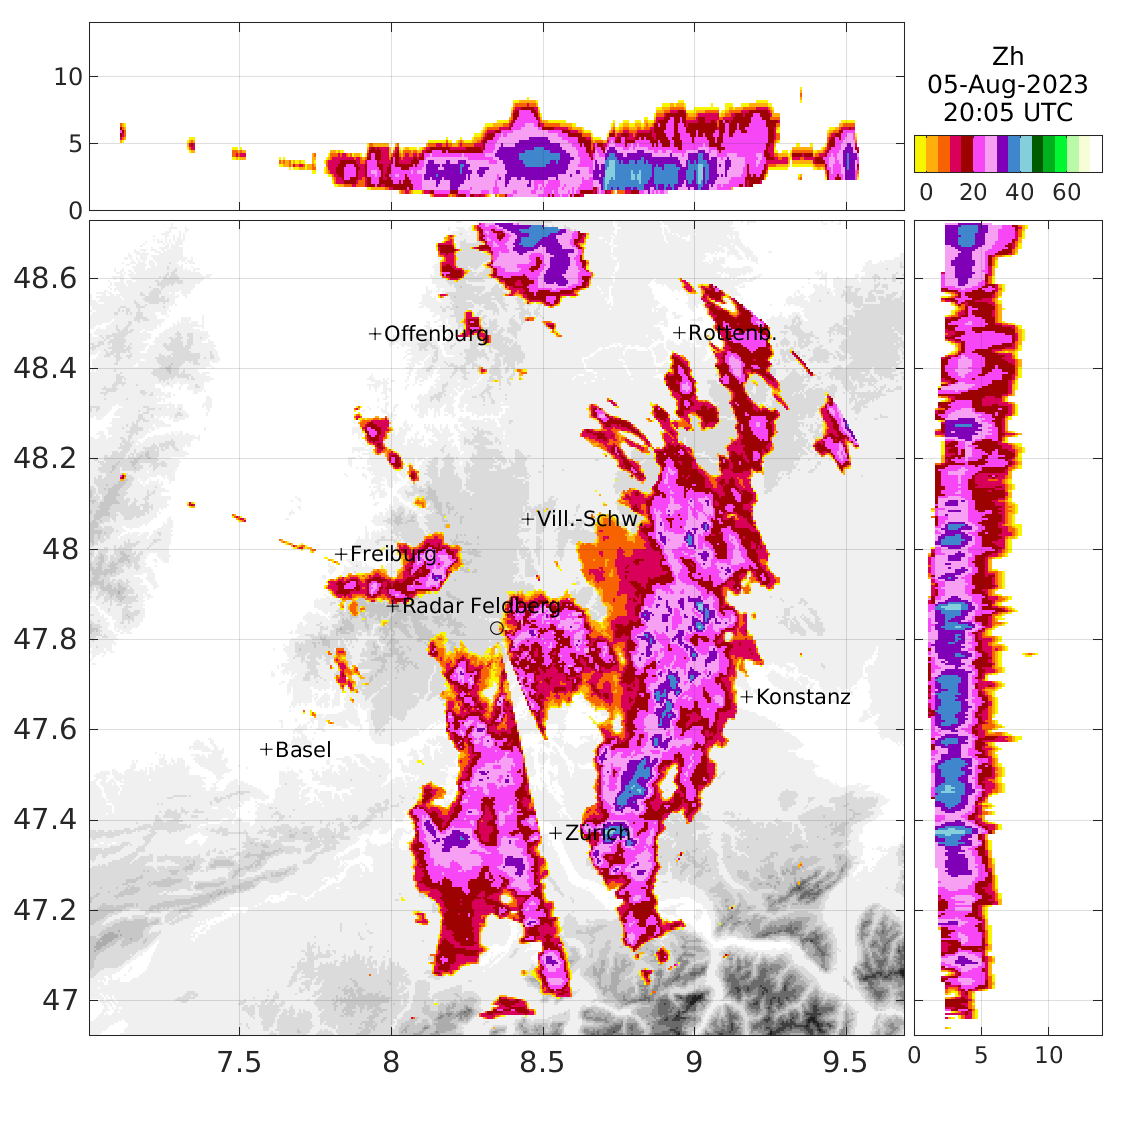 10
5
0
Zh
05-Aug-2023
20:05 UTC
0 20 40 60
48.6
48.4
48.2
48
47.8
47.6
47.4
47.2
47
+Offenburg
+Rottenb.
+Vill.-Schw.
+Freiburg
+Radar Feldberg
+Konstanz
+Basel
+Zürich
7.5 8 8.5 9 9.5
0 5 10